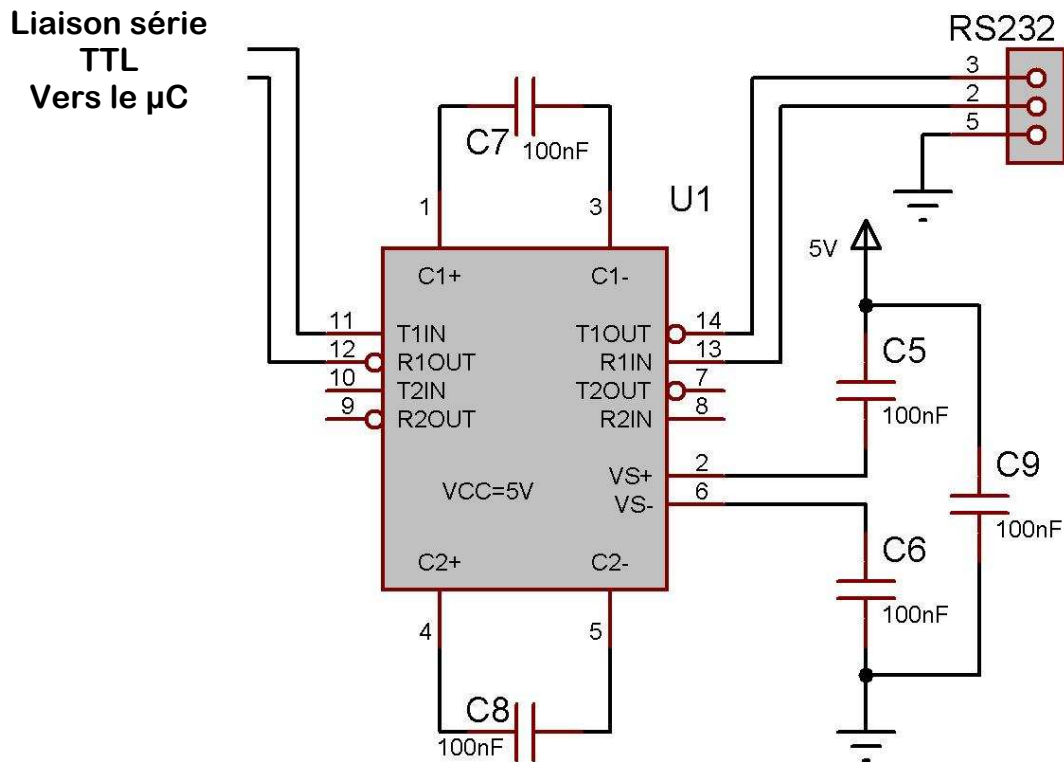 Liaison série
TTL
Vers le µC
RS232
3
2
5
C7
100nF
1
3
U1
5V
C1+
C1-
11
T1IN
T1OUT
14
12
R1OUT
R1IN
13
10
T2IN
T2OUT
7
9
R2OUT
R2IN
8
C5
100nF
VS+
2
VCC=5V
VS-
6
C9
100nF
C6
100nF
C2+
C2-
4
5
C8
100nF